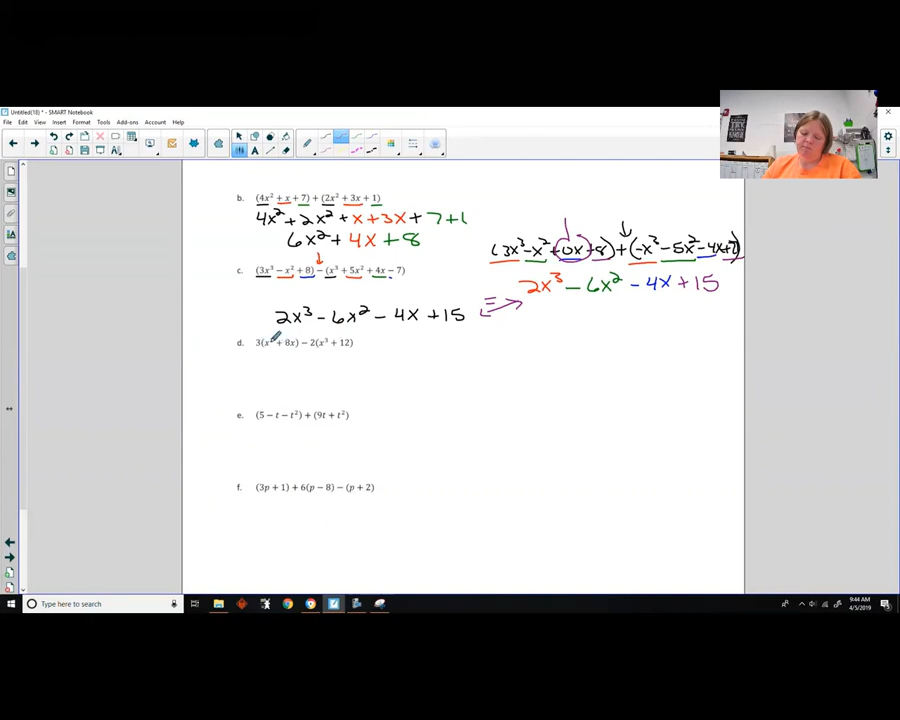 Untitled(18) * - SMART Notebook
File Edit View Insert Format Tools Add-ons Account Help
b. (4x² + x + 7) + (2x² + 3x + 1)
4x² + 2x² + x + 3x + 7 + 1
6x² + 4x + 8
c. (3x³ − x² + 8) − (x³ + 5x² + 4x − 7)
(3x³ - x² + 0x + 8) + (-x³ - 5x² - 4x + 7)
2x³ - 6x² - 4x + 15
2x³ - 6x² - 4x + 15 =
d. 3(x + 8x) − 2(x³ + 12)
e. (5 − t − t²) + (9t + t²)
f. (3p + 1) + 6(p − 8) − (p + 2)
Type here to search
9:44 AM
4/5/2019